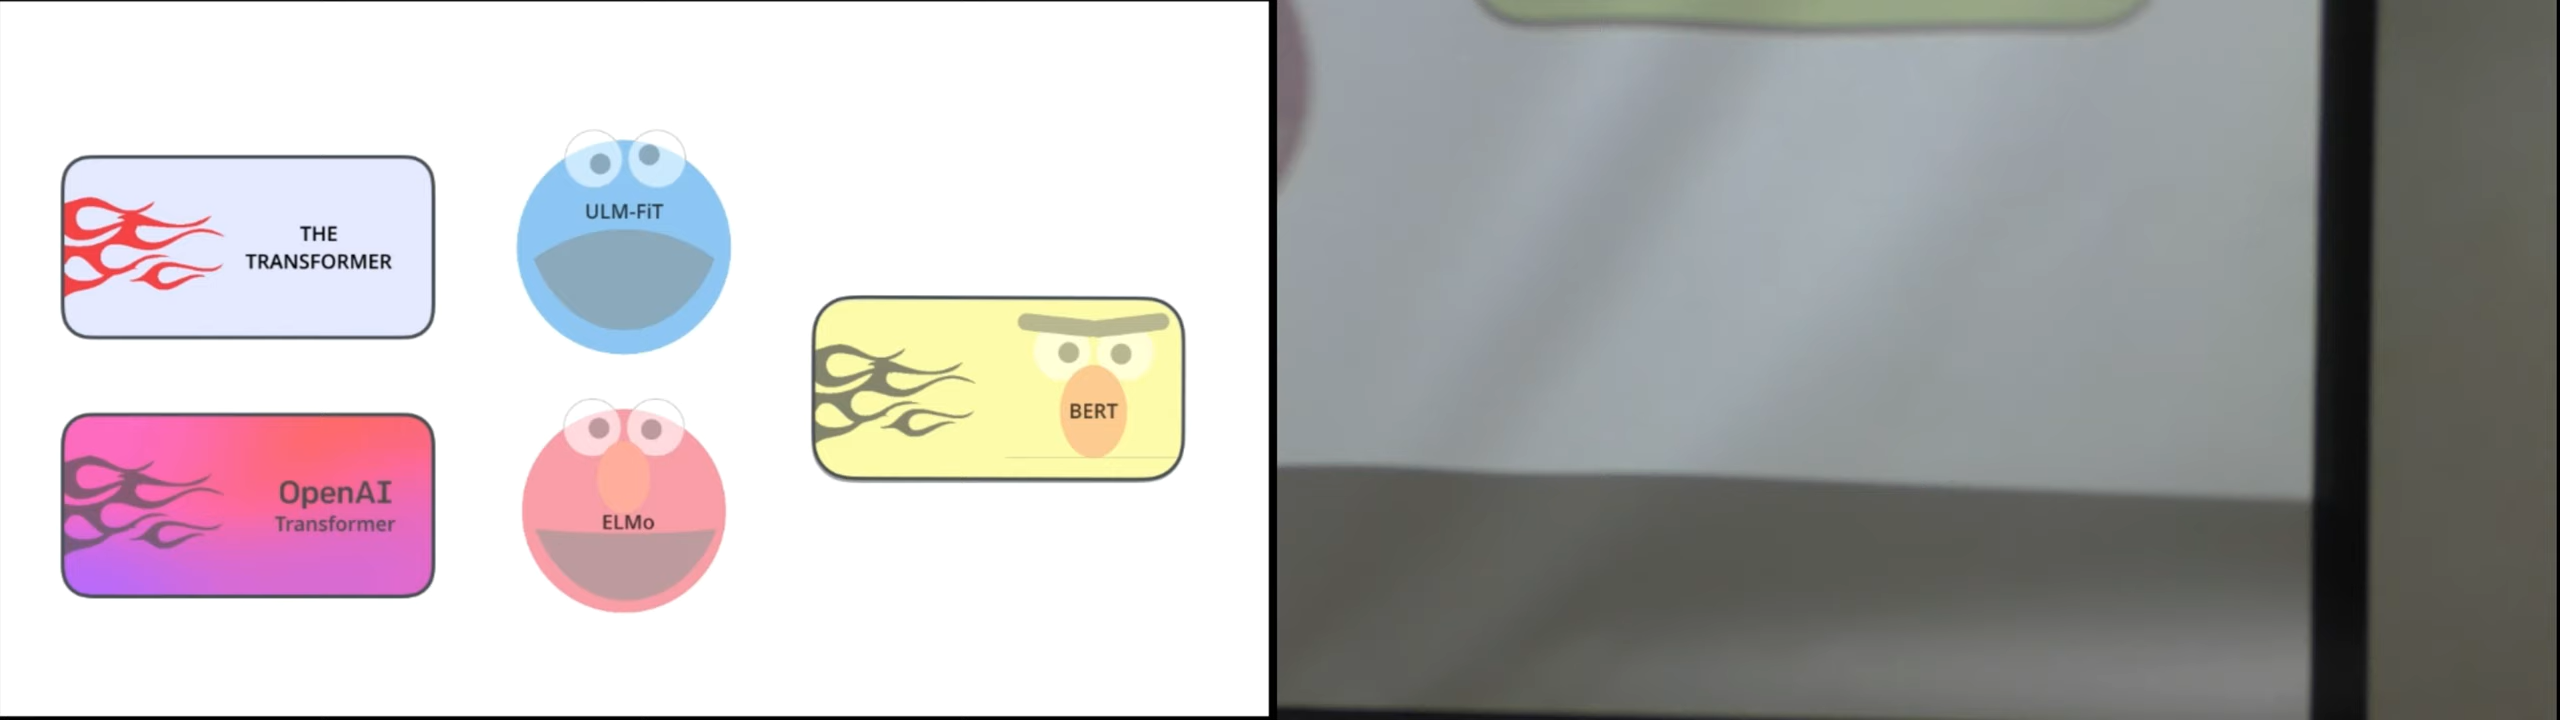 THE
TRANSFORMER
ULM-FiT
OpenAI
Transformer
ELMo
BERT